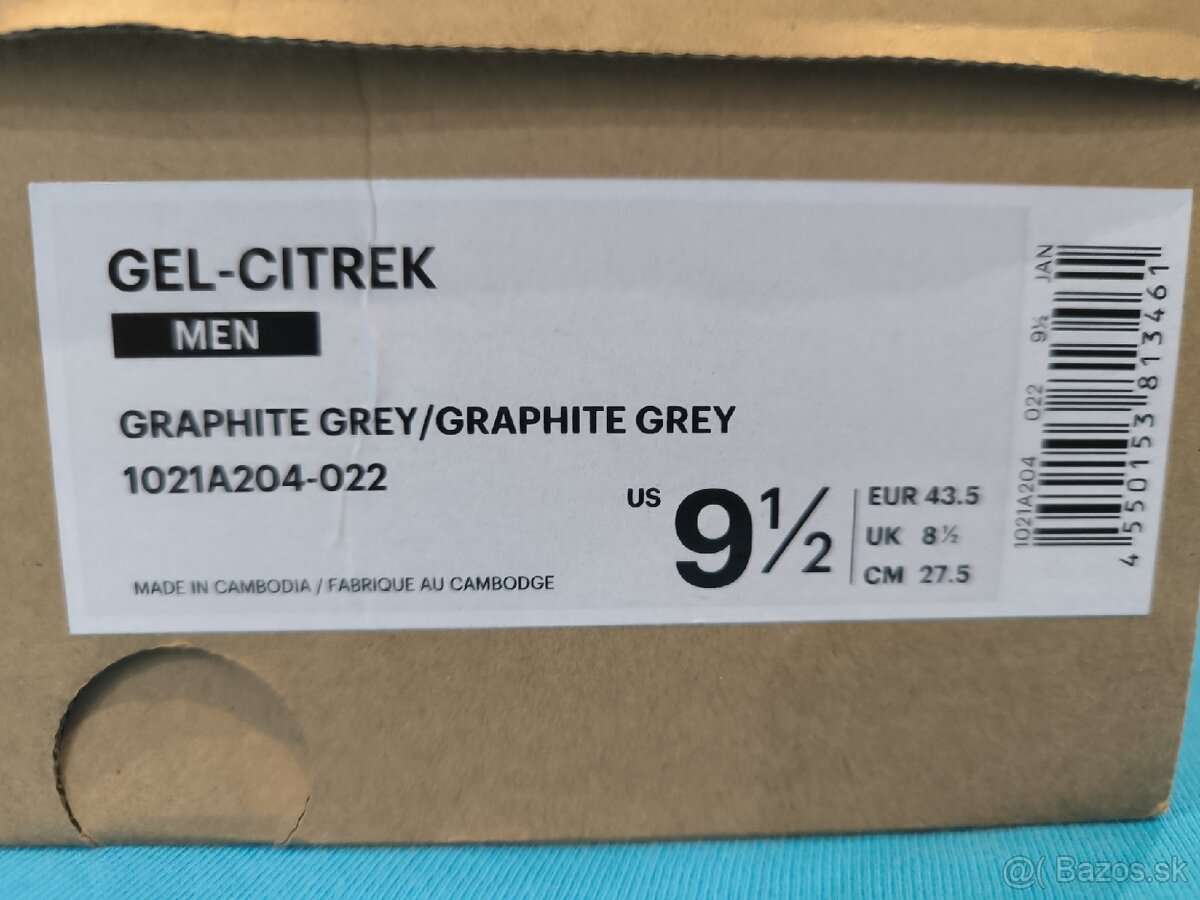 GEL-CITREK
MEN
GRAPHITE GREY/GRAPHITE GREY
1021A204-022
US 9½
EUR 43.5
UK 8½
CM 27.5
MADE IN CAMBODIA / FABRIQUE AU CAMBODGE
1021A204 022 9½ JAN
4550153813461
@( Bazos.sk